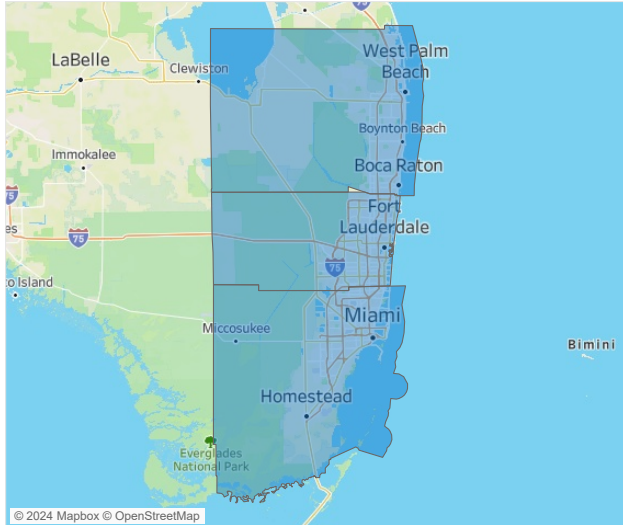 West Palm
Beach
LaBelle
Clewiston
Boynton Beach
Immokalee
Boca Raton
75
Fort
Lauderdale
es
75
75
to Island
Miami
Miccosukee
Bimini
Homestead
Everglades
National Park
© 2024 Mapbox © OpenStreetMap